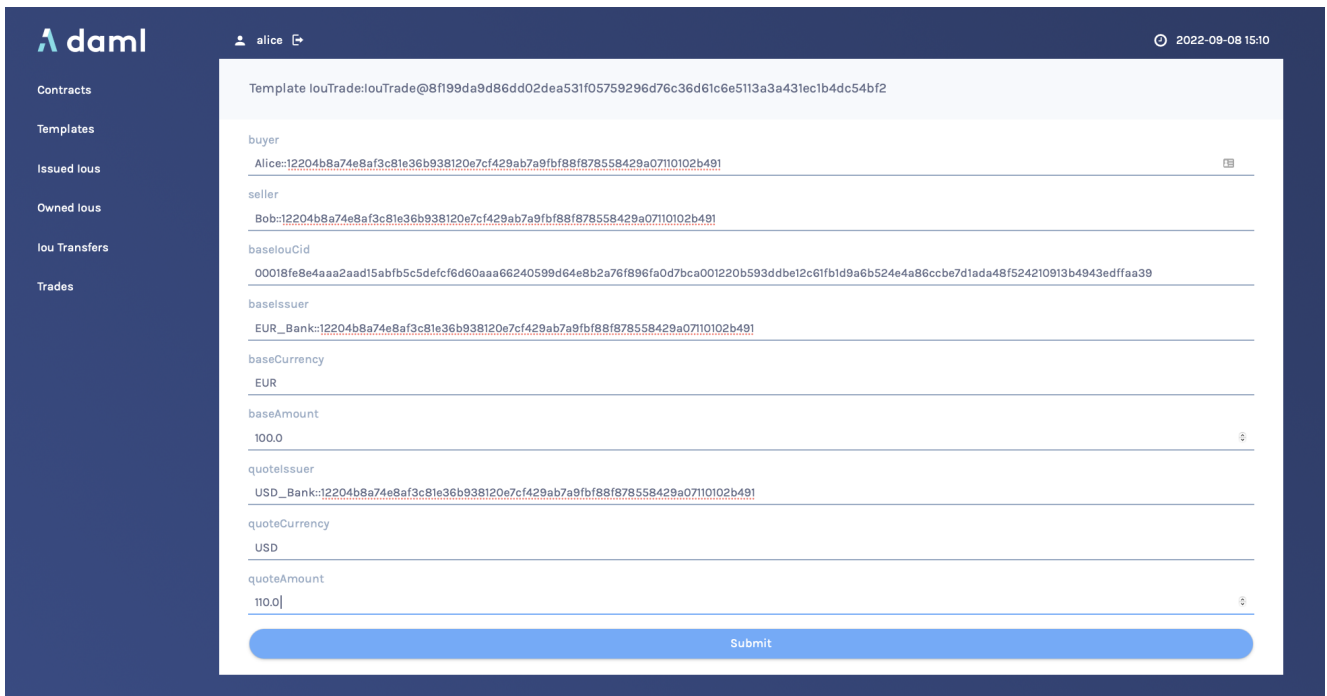 daml
alice
2022-09-08 15:10
Contracts
Templates
Issued Ious
Owned Ious
Iou Transfers
Trades
Template IouTrade:IouTrade@8f199da9d86dd02dea531f05759296d76c36d61c6e5113a3a431ec1b4dc54bf2
buyer
Alice::12204b8a74e8af3c81e36b938120e7cf429ab7a9fbf88f878558429a07110102b491
seller
Bob::12204b8a74e8af3c81e36b938120e7cf429ab7a9fbf88f878558429a07110102b491
baseIouCid
00018fe8e4aaa2aad15abfb5c5defcf6d60aaa66240599d64e8b2a76f896fa0d7bca001220b593ddbe12c61fb1d9a6b524e4a86ccbe7d1ada48f524210913b4943edffaa39
baseIssuer
EUR_Bank::12204b8a74e8af3c81e36b938120e7cf429ab7a9fbf88f878558429a07110102b491
baseCurrency
EUR
baseAmount
100.0
quoteIssuer
USD_Bank::12204b8a74e8af3c81e36b938120e7cf429ab7a9fbf88f878558429a07110102b491
quoteCurrency
USD
quoteAmount
110.0
Submit